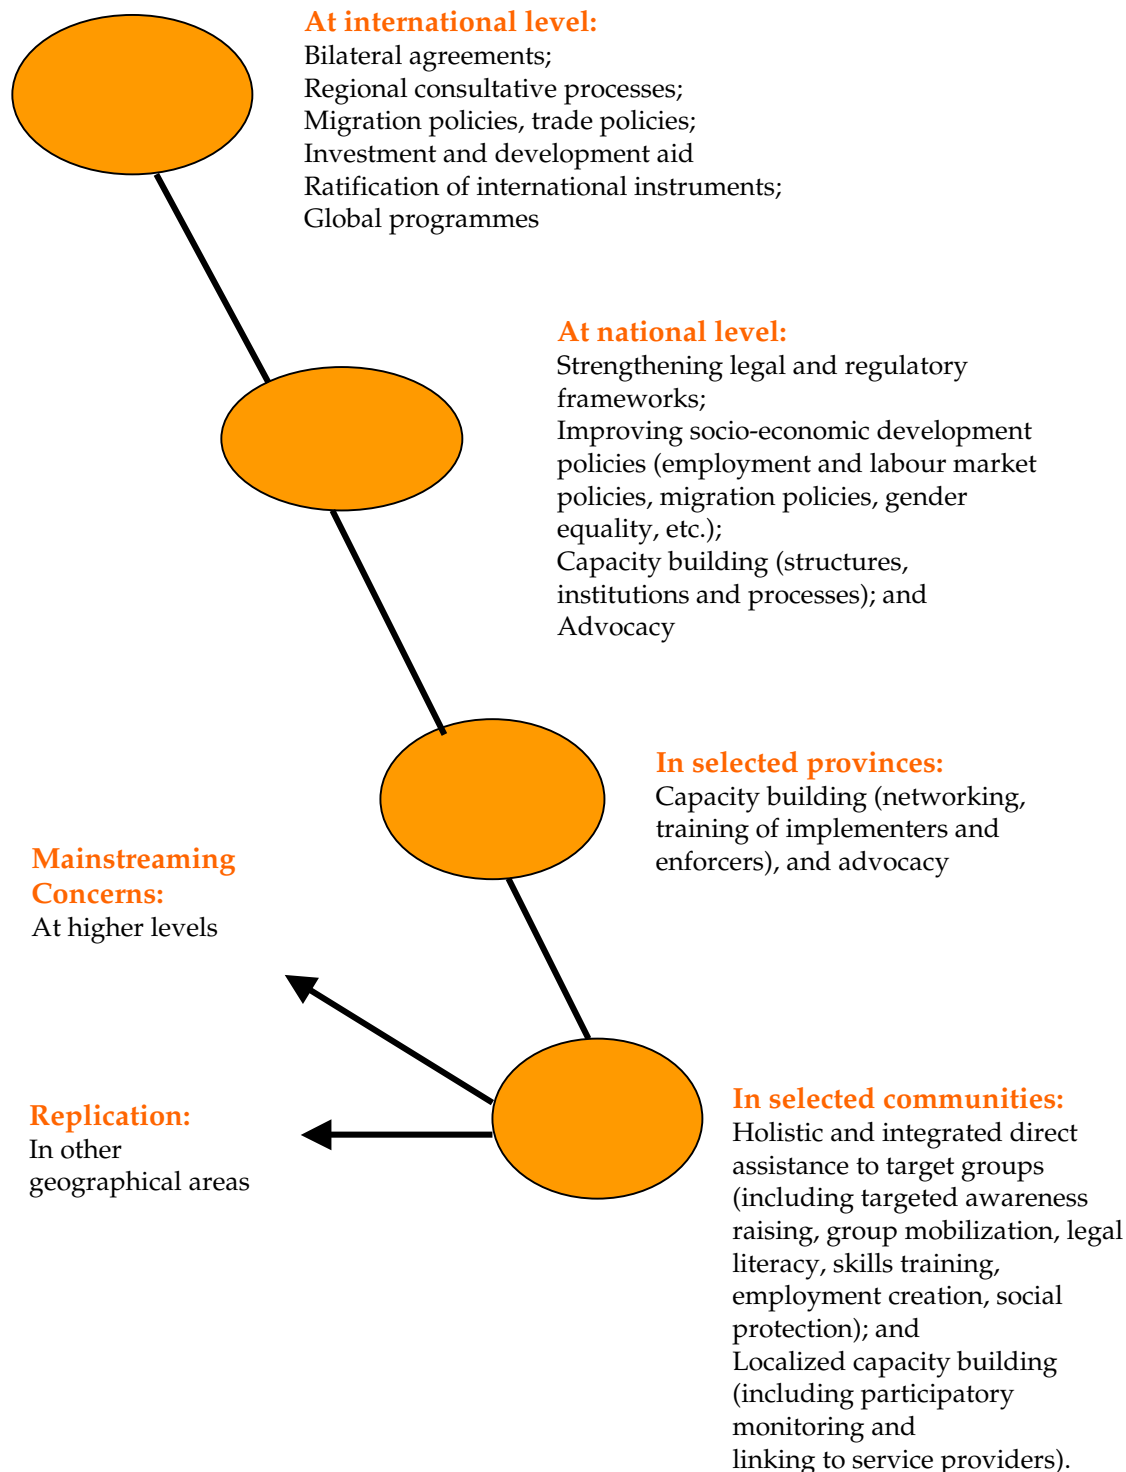 At international level:
Bilateral agreements;
Regional consultative processes;
Migration policies, trade policies;
Investment and development aid
Ratification of international instruments;
Global programmes
At national level:
Strengthening legal and regulatory
frameworks;
Improving socio-economic development
policies (employment and labour market
policies, migration policies, gender
equality, etc.);
Capacity building (structures,
institutions and processes); and
Advocacy
In selected provinces:
Capacity building (networking,
training of implementers and
enforcers), and advocacy
Mainstreaming
Concerns:
At higher levels
Replication:
In other
geographical areas
In selected communities:
Holistic and integrated direct
assistance to target groups
(including targeted awareness
raising, group mobilization, legal
literacy, skills training,
employment creation, social
protection); and
Localized capacity building
(including participatory
monitoring and
linking to service providers).